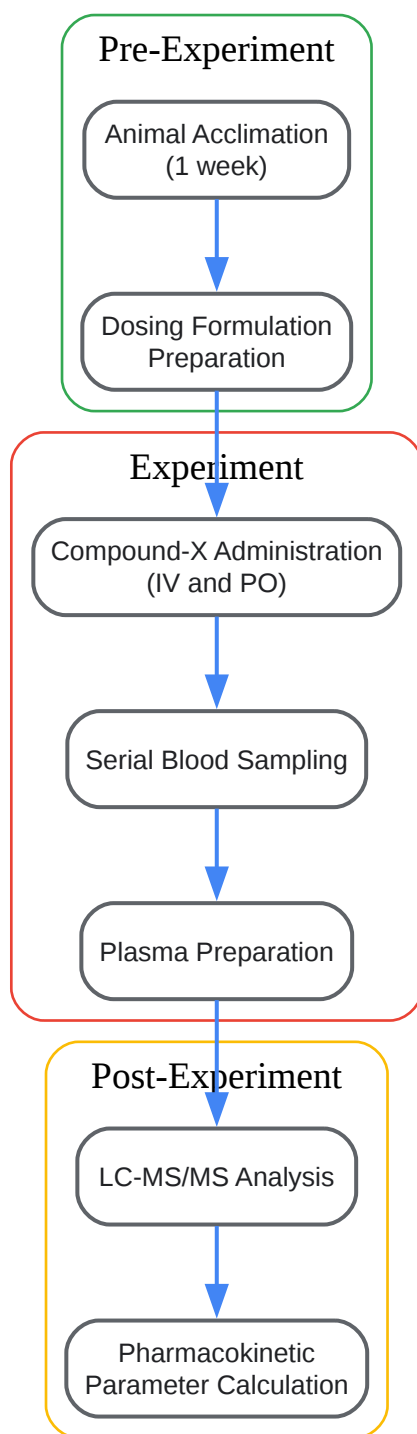 Pre-Experiment
Animal Acclimation
(1 week)
Dosing Formulation
Preparation
Experiment
Compound-X Administration
(IV and PO)
Serial Blood Sampling
Plasma Preparation
Post-Experiment
LC-MS/MS Analysis
Pharmacokinetic
Parameter Calculation